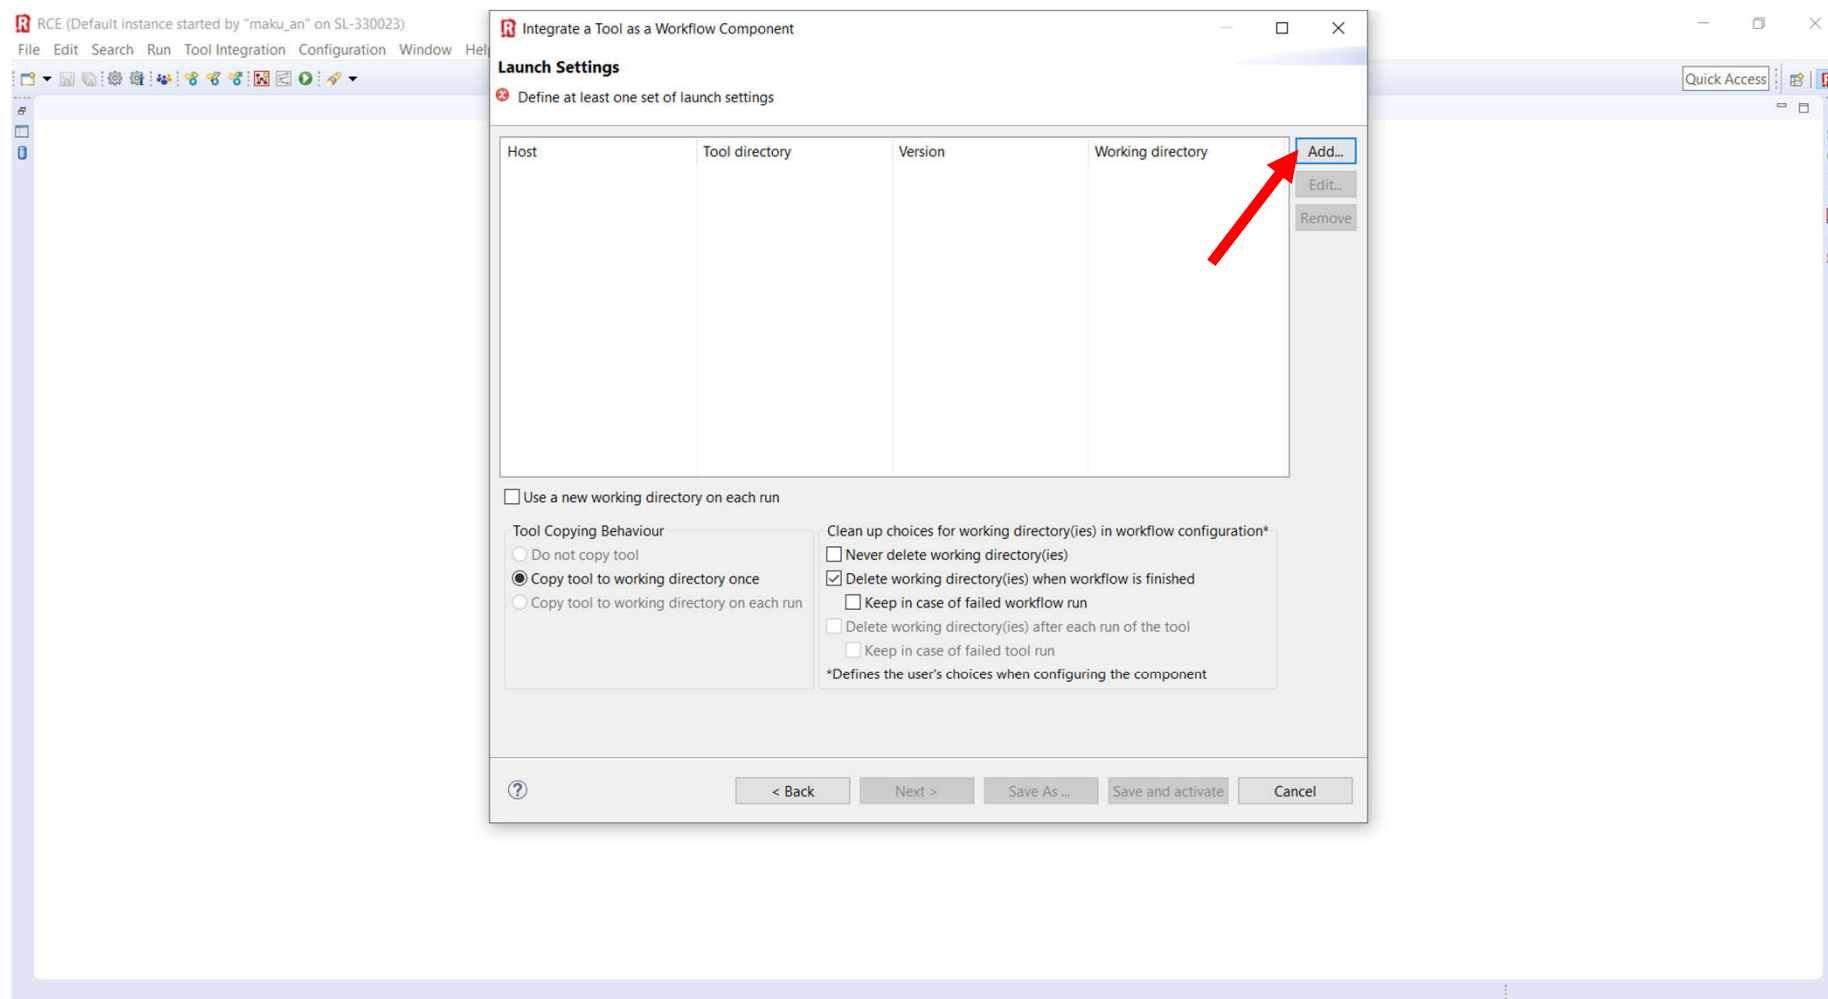 RCE (Default instance started by "maku_an" on SL-330023)
File Edit Search Run Tool Integration Configuration Window Help
Quick Access
Integrate a Tool as a Workflow Component
Launch Settings
Define at least one set of launch settings
Host Tool directory Version Working directory
Add...
Edit...
Remove
Use a new working directory on each run
Tool Copying Behaviour
Do not copy tool
Copy tool to working directory once
Copy tool to working directory on each run
Clean up choices for working directory(ies) in workflow configuration*
Never delete working directory(ies)
Delete working directory(ies) when workflow is finished
Keep in case of failed workflow run
Delete working directory(ies) after each run of the tool
Keep in case of failed tool run
*Defines the user's choices when configuring the component
< Back Next > Save As ... Save and activate Cancel